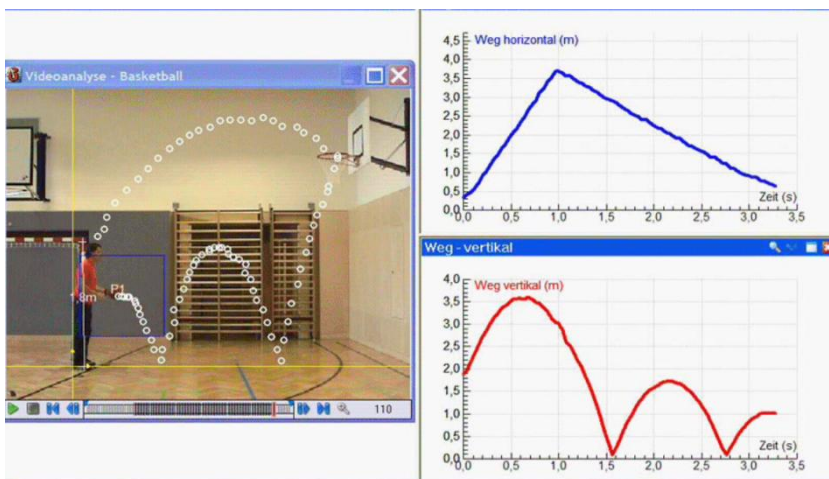 Videoanalyse - Basketball
P1
1,8m
110
Weg horizontal (m)
4,5
4,0
3,5
3,0
2,5
2,0
1,5
1,0
0,5
0,0
Zeit (s)
0,0 0,5 1,0 1,5 2,0 2,5 3,0 3,5
Weg - vertikal
Weg vertikal (m)
4,0
3,5
3,0
2,5
2,0
1,5
1,0
0,5
0,0
Zeit (s)
0,0 0,5 1,0 1,5 2,0 2,5 3,0 3,5